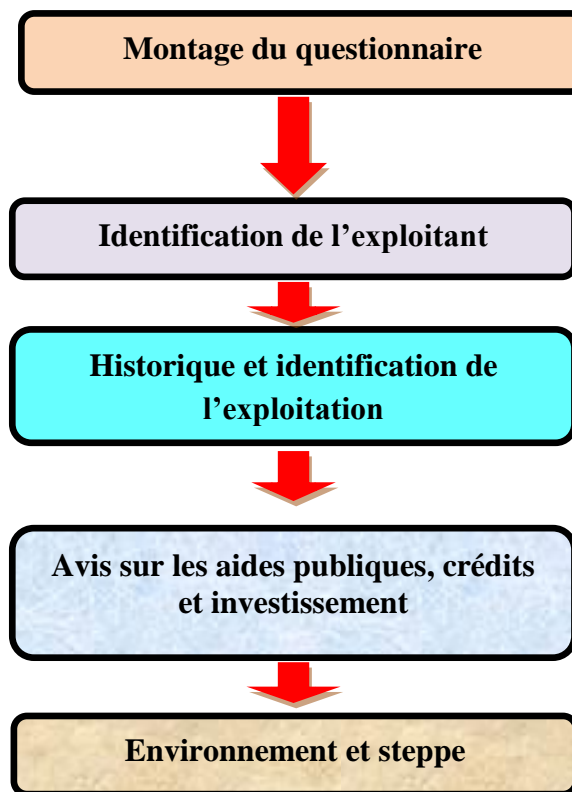 Montage du questionnaire
Identification de l’exploitant
Historique et identification de
l’exploitation
Avis sur les aides publiques, crédits
et investissement
Environnement et steppe